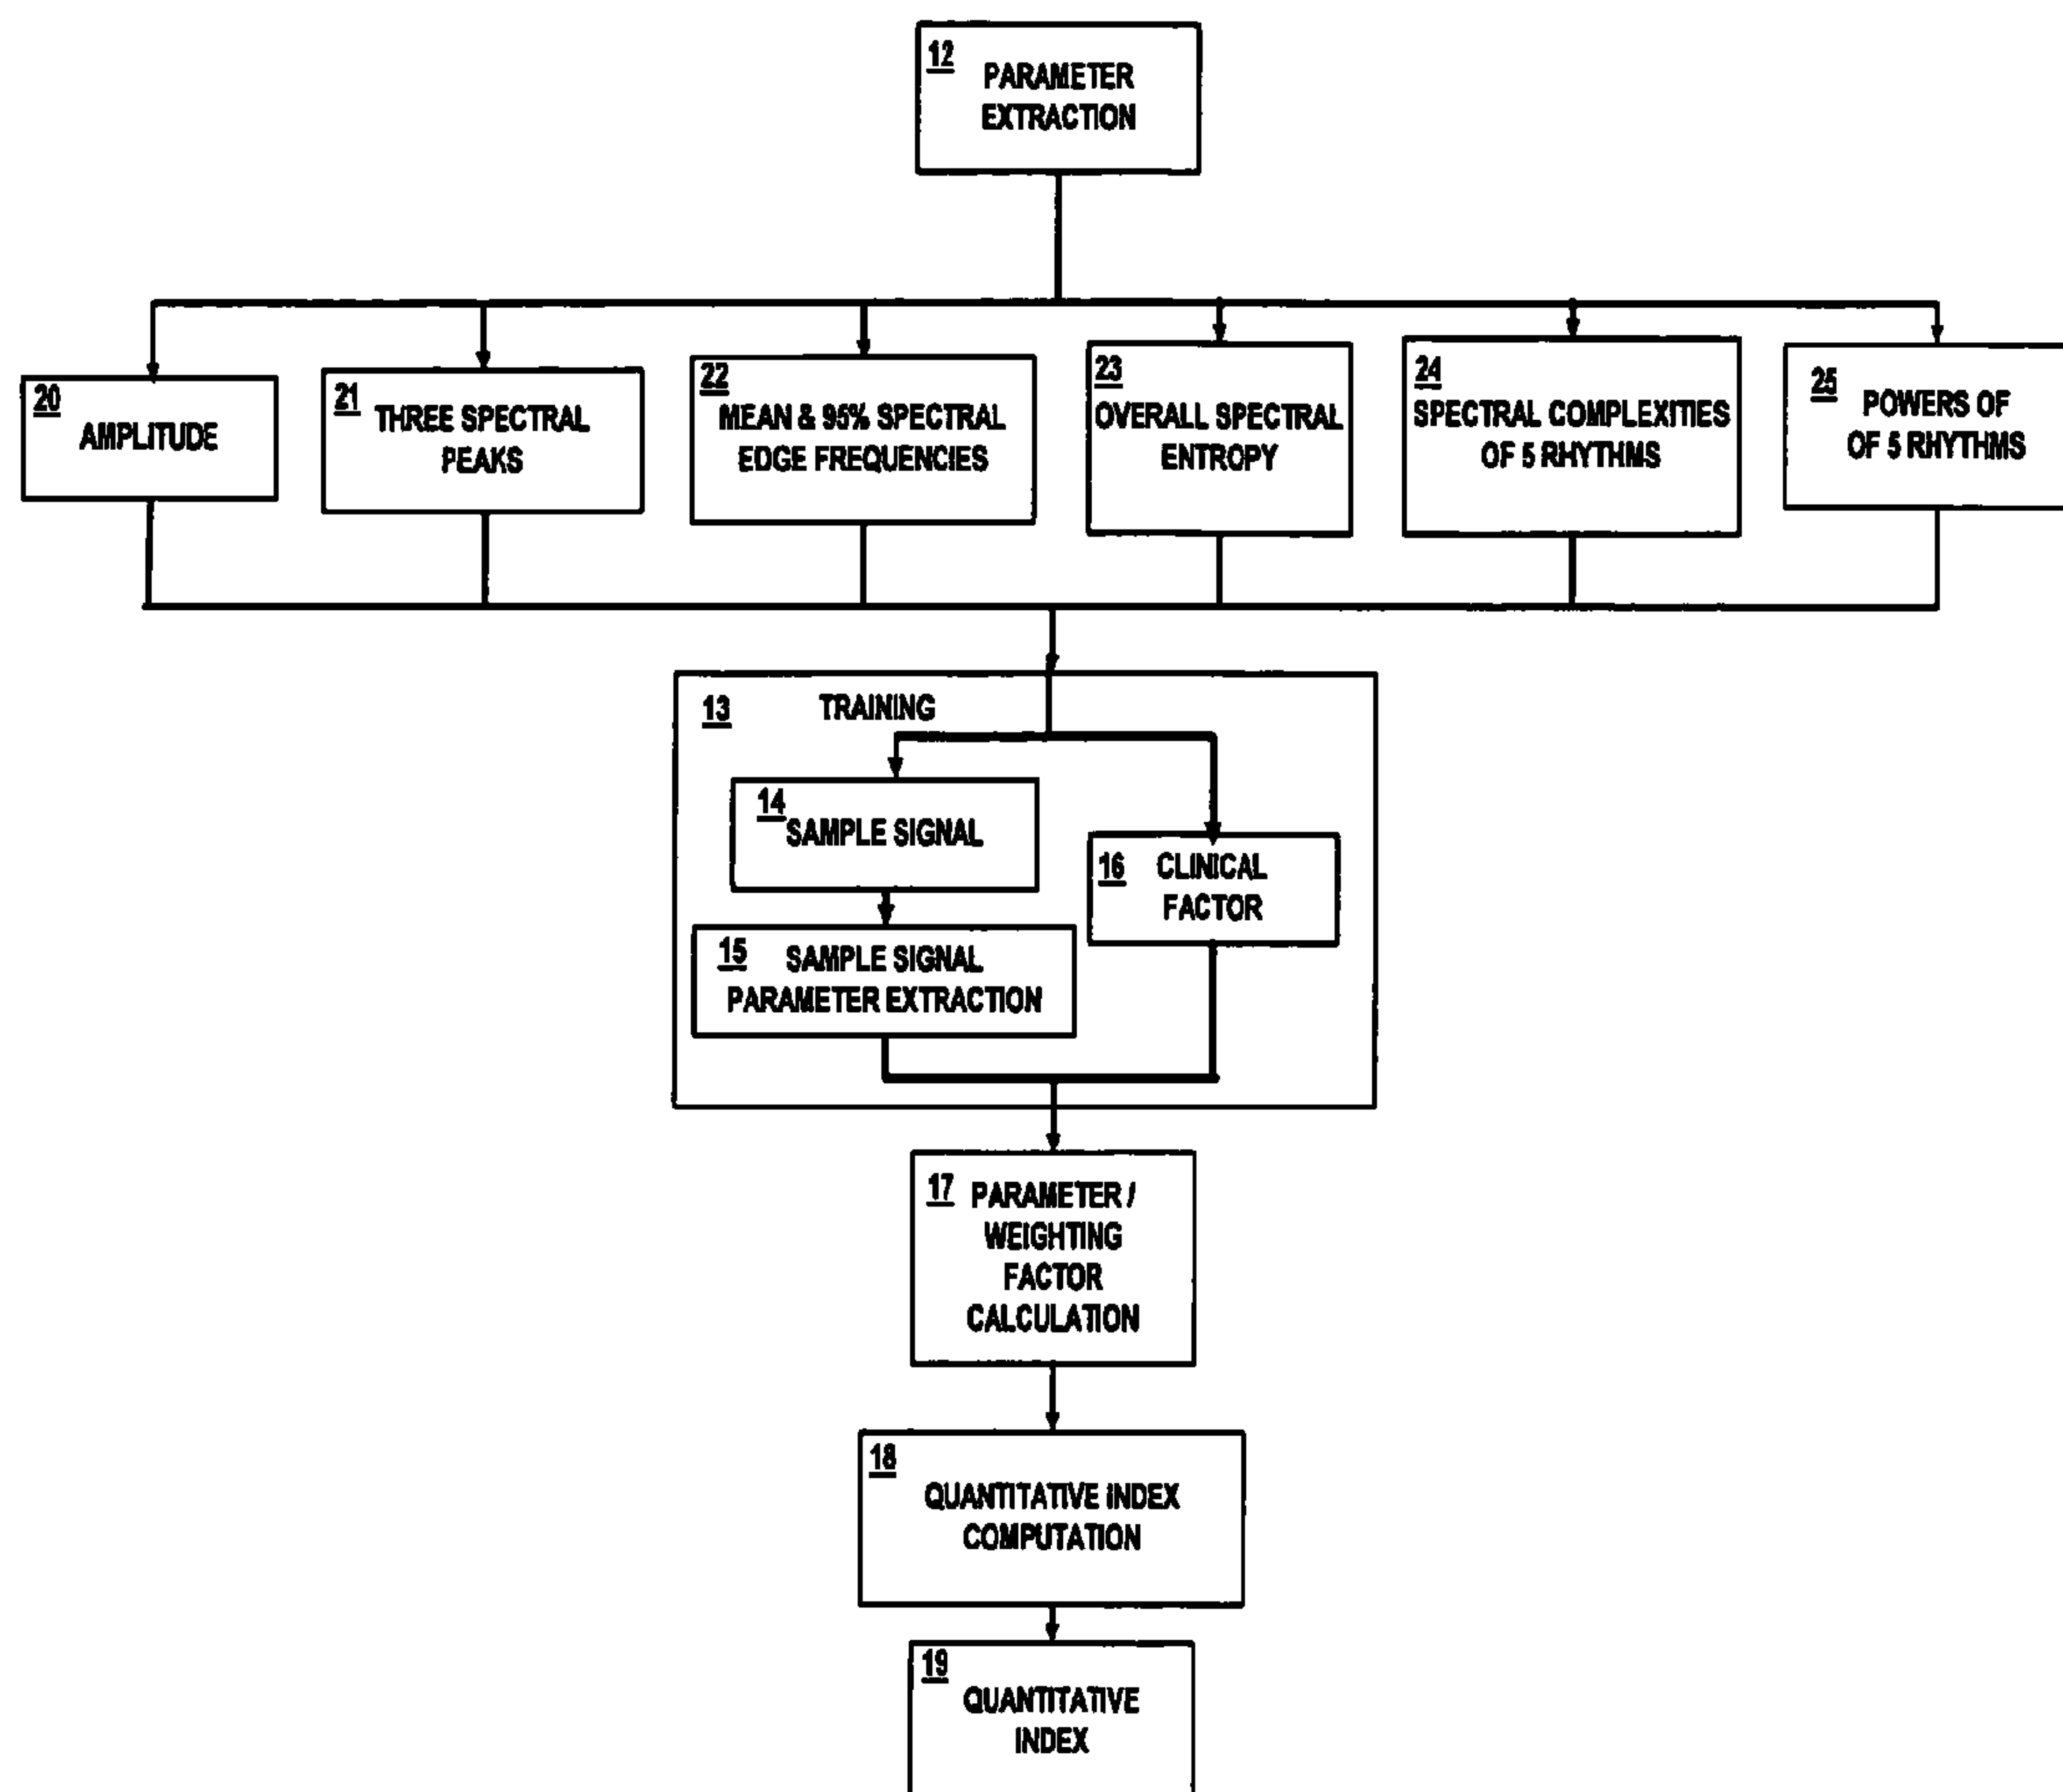 12
PARAMETER
EXTRACTION
20
AMPLITUDE
21
THREE SPECTRAL
PEAKS
22
MEAN & 95% SPECTRAL
EDGE FREQUENCIES
23
OVERALL SPECTRAL
ENTROPY
24
SPECTRAL COMPLEXITIES
OF 5 RHYTHMS
25
POWERS OF
OF 5 RHYTHMS
13
TRAINING
14
SAMPLE SIGNAL
15
SAMPLE SIGNAL
PARAMETER EXTRACTION
16
CLINICAL
FACTOR
17
PARAMETER /
WEIGHTING
FACTOR
CALCULATION
18
QUANTITATIVE INDEX
COMPUTATION
19
QUANTITATIVE
INDEX